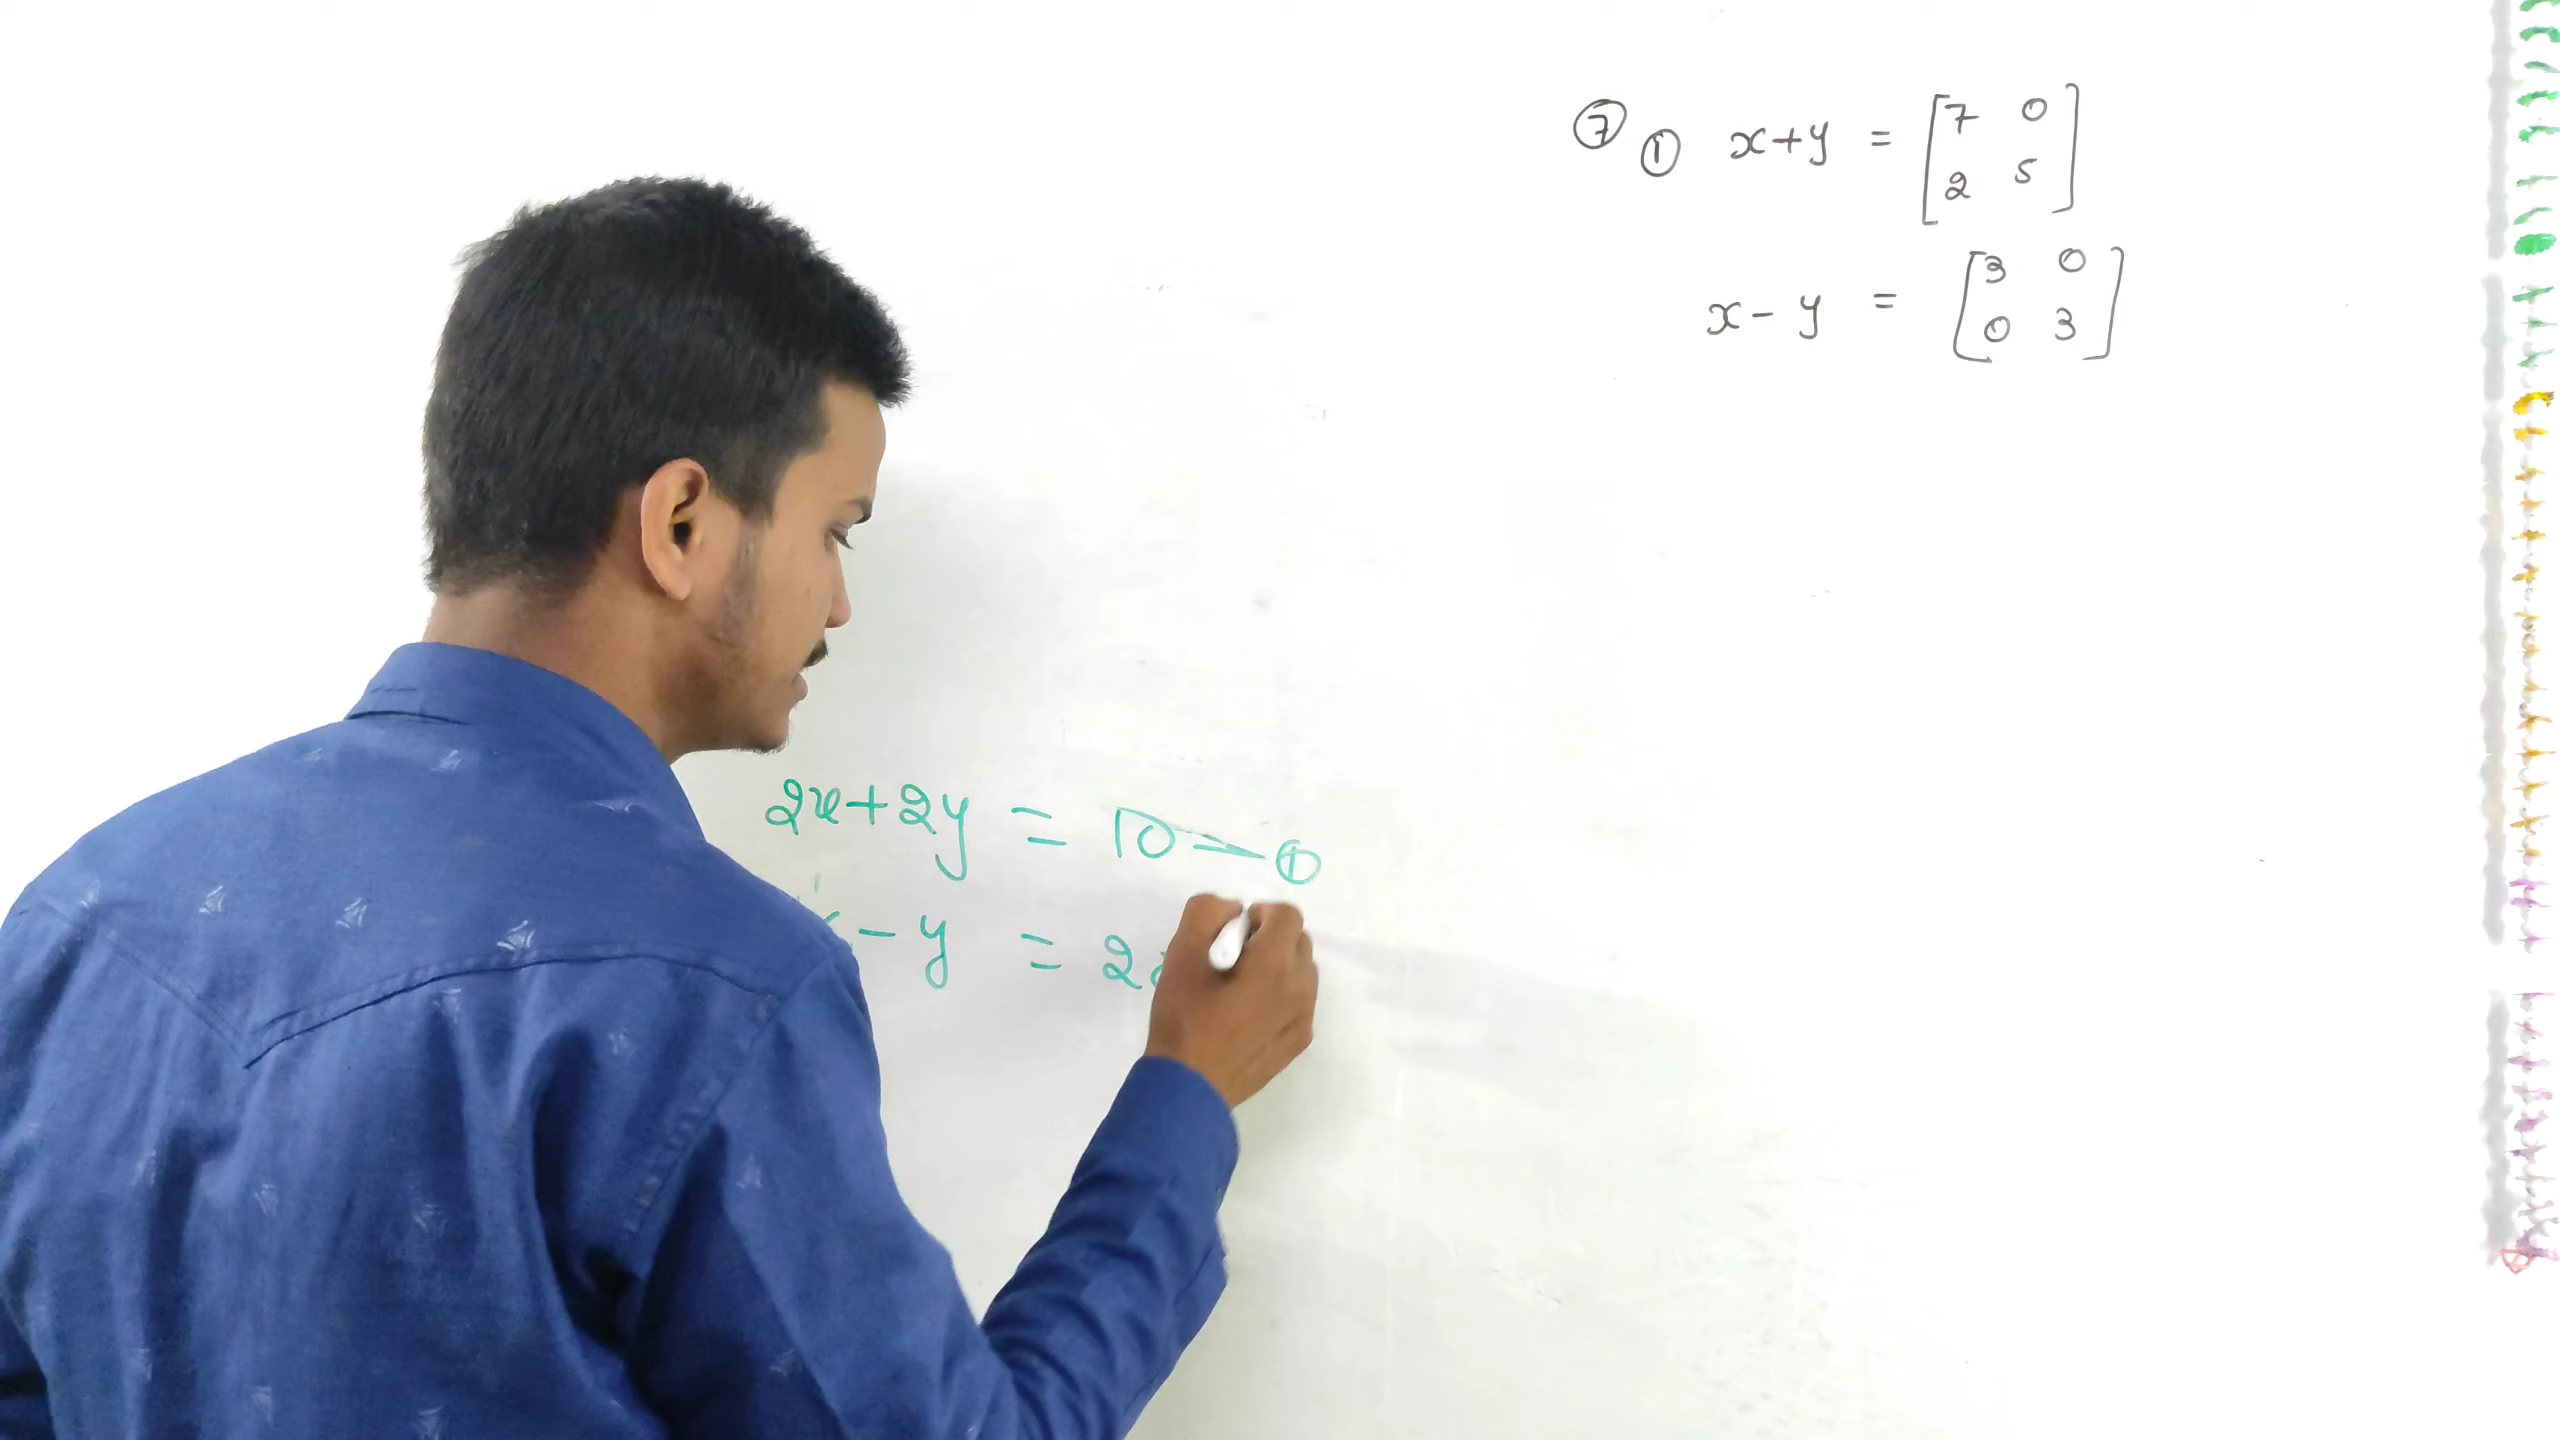 ⑦ ① x+y = [7 0
2 5]
x-y = [3 0
0 3]
2x+2y = 10 — ①
x-y = 2